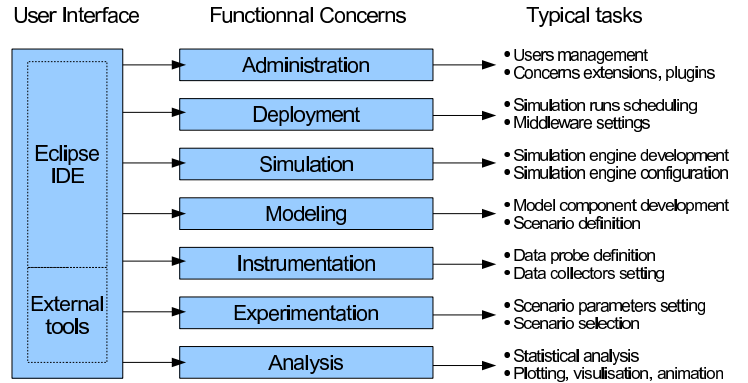 User Interface
Functionnal Concerns
Typical tasks
Eclipse
IDE
External
tools
Administration
• Users management
• Concerns extensions, plugins
Deployment
• Simulation runs scheduling
• Middleware settings
Simulation
• Simulation engine development
• Simulation engine configuration
Modeling
• Model component development
• Scenario definition
Instrumentation
• Data probe definition
• Data collectors setting
Experimentation
• Scenario parameters setting
• Scenario selection
Analysis
• Statistical analysis
• Plotting, visulisation, animation